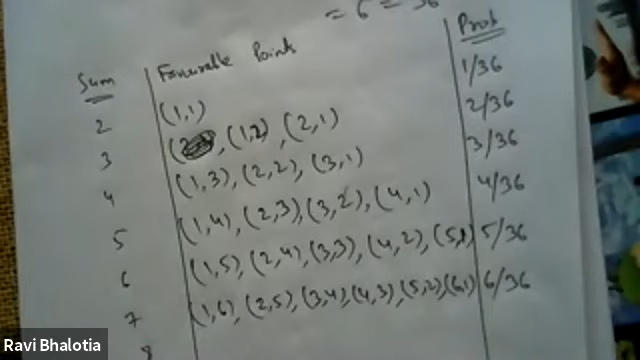 = 6 = 36
Sum Favourable Points Prob
2 (1,1) 1/36
3 (1,2), (2,1) 2/36
4 (1,3), (2,2), (3,1) 3/36
5 (1,4), (2,3), (3,2), (4,1) 4/36
6 (1,5), (2,4), (3,3), (4,2), (5,1) 5/36
7 (1,6), (2,5), (3,4), (4,3), (5,2), (6,1) 6/36
8
Ravi Bhalotia